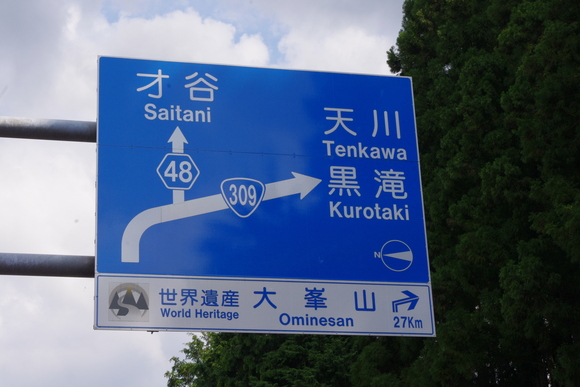 才谷
Saitani
48
309
天川
Tenkawa
黒滝
Kurotaki
N
世界遺産
World Heritage
大峯山
Ominesan
27Km